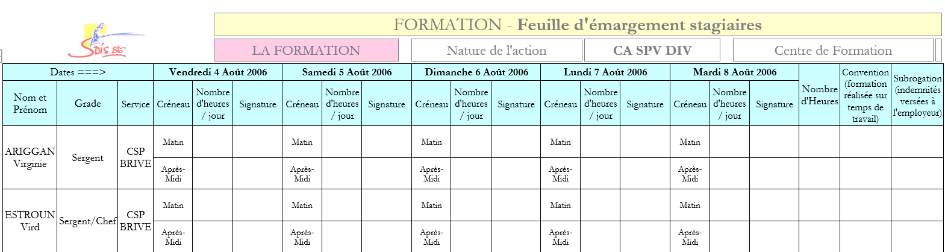 FORMATION - Feuille d'émargement stagiaires
SDIS 86
LA FORMATION Nature de l'action CA SPV DIV Centre de Formation
Dates ===> Vendredi 4 Août 2006 Samedi 5 Août 2006 Dimanche 6 Août 2006 Lundi 7 Août 2006 Mardi 8 Août 2006 Nombre d'Heures Convention (formation réalisée sur temps de travail) Subrogation (indemnités versées à l'employeur)
Nom et Prénom Grade Service Créneau Nombre d'heures / jour Signature Créneau Nombre d'heures / jour Signature Créneau Nombre d'heures / jour Signature Créneau Nombre d'heures / jour Signature Créneau Nombre d'heures / jour Signature
ARIGGAN Virginie Sergent CSP BRIVE Matin Matin Matin Matin Matin
Après-Midi Après-Midi Après-Midi Après-Midi Après-Midi
ESTROUN Vird Sergent/Chef CSP BRIVE Matin Matin Matin Matin Matin
Après-Midi Après-Midi Après-Midi Après-Midi Après-Midi